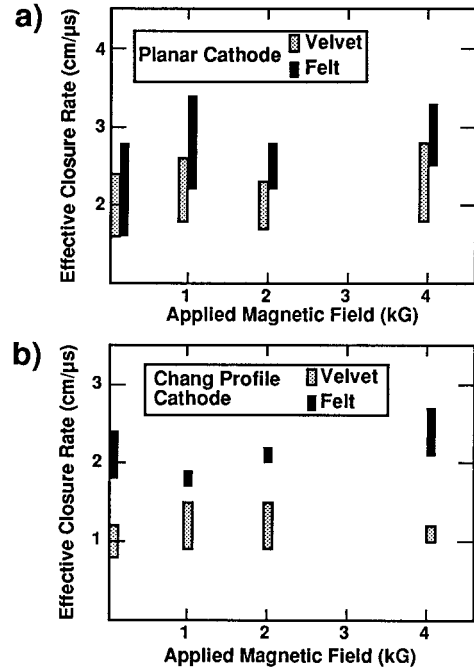 a)
Effective Closure Rate (cm/µs)
4
3
2
Planar Cathode
Velvet
Felt
1 2 3 4
Applied Magnetic Field (kG)
b)
Effective Closure Rate (cm/µs)
3
2
1
Chang Profile
Cathode
Velvet
Felt
1 2 3 4
Applied Magnetic Field (kG)